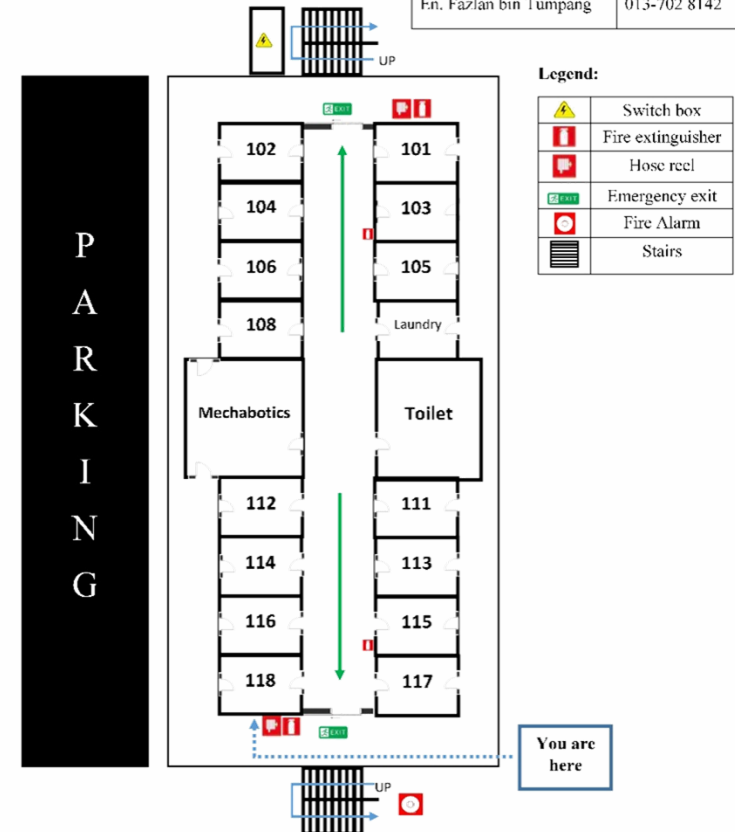 En. Fazlan bin Tumpang 013-702 8142
UP
Legend:
Switch box
Fire extinguisher
Hose reel
EXIT Emergency exit
Fire Alarm
Stairs
EXIT
102 101
104 103
106 105
108 Laundry
PARKING
Mechabotics Toilet
112 111
114 113
116 115
118 117
EXIT
You are
here
UP